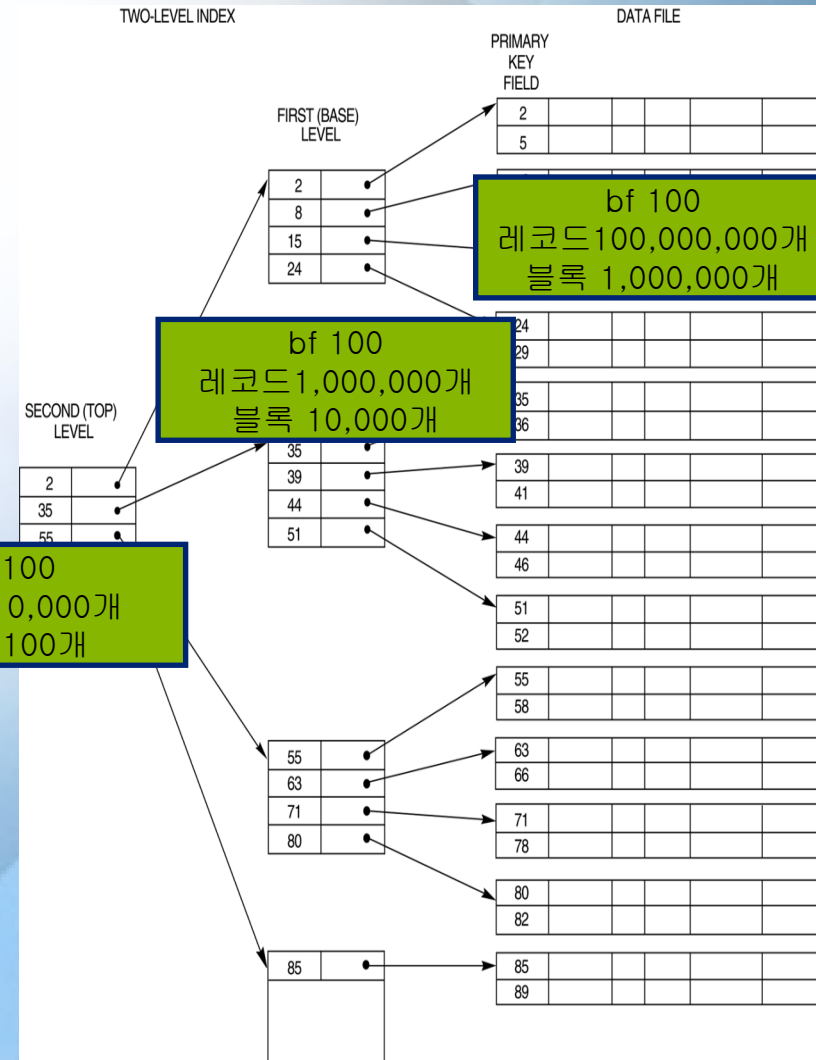 TWO-LEVEL INDEX
DATA FILE
PRIMARY
KEY
FIELD
FIRST (BASE)
LEVEL
2
5
2
8
15
24
bf 100
레코드100,000,000개
블록 1,000,000개
24
29
bf 100
레코드1,000,000개
블록 10,000개
35
36
SECOND (TOP)
LEVEL
35
39
44
51
39
41
2
35
55
44
46
100
0,000개
100개
51
52
55
58
55
63
71
80
63
66
71
78
80
82
85
85
89